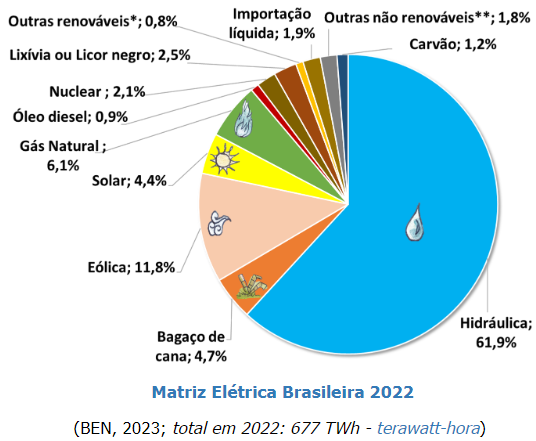 Outras renováveis*; 0,8%
Importação
líquida; 1,9%
Outras não renováveis**; 1,8%
Carvão; 1,2%
Lixívia ou Licor negro; 2,5%
Nuclear ; 2,1%
Óleo diesel; 0,9%
Gás Natural ;
6,1%
Solar; 4,4%
Eólica; 11,8%
Bagaço de
cana; 4,7%
Hidráulica;
61,9%
Matriz Elétrica Brasileira 2022
(BEN, 2023; total em 2022: 677 TWh - terawatt-hora)